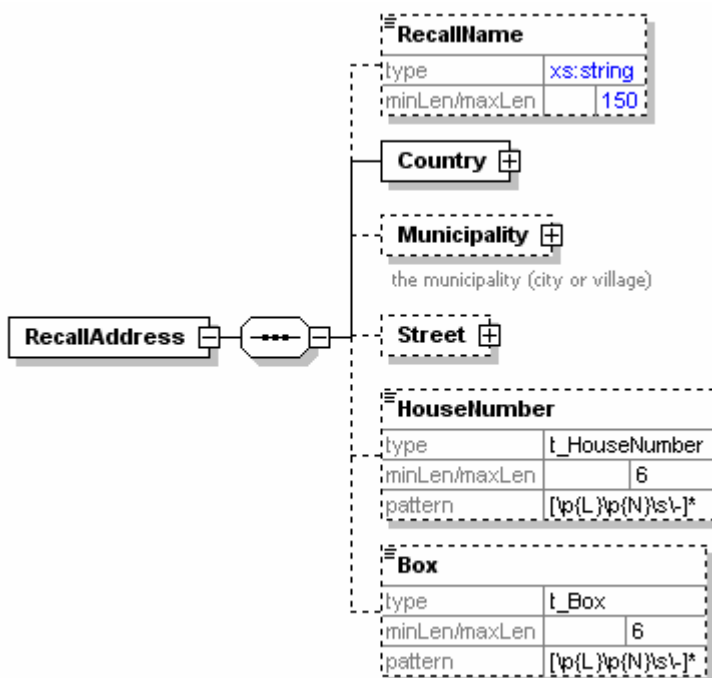 RecallName
type xs:string
minLen/maxLen 150
Country
Municipality
the municipality (city or village)
RecallAddress
Street
HouseNumber
type t_HouseNumber
minLen/maxLen 6
pattern [\p{L}\p{N}\s\-]*
Box
type t_Box
minLen/maxLen 6
pattern [\p{L}\p{N}\s\-]*